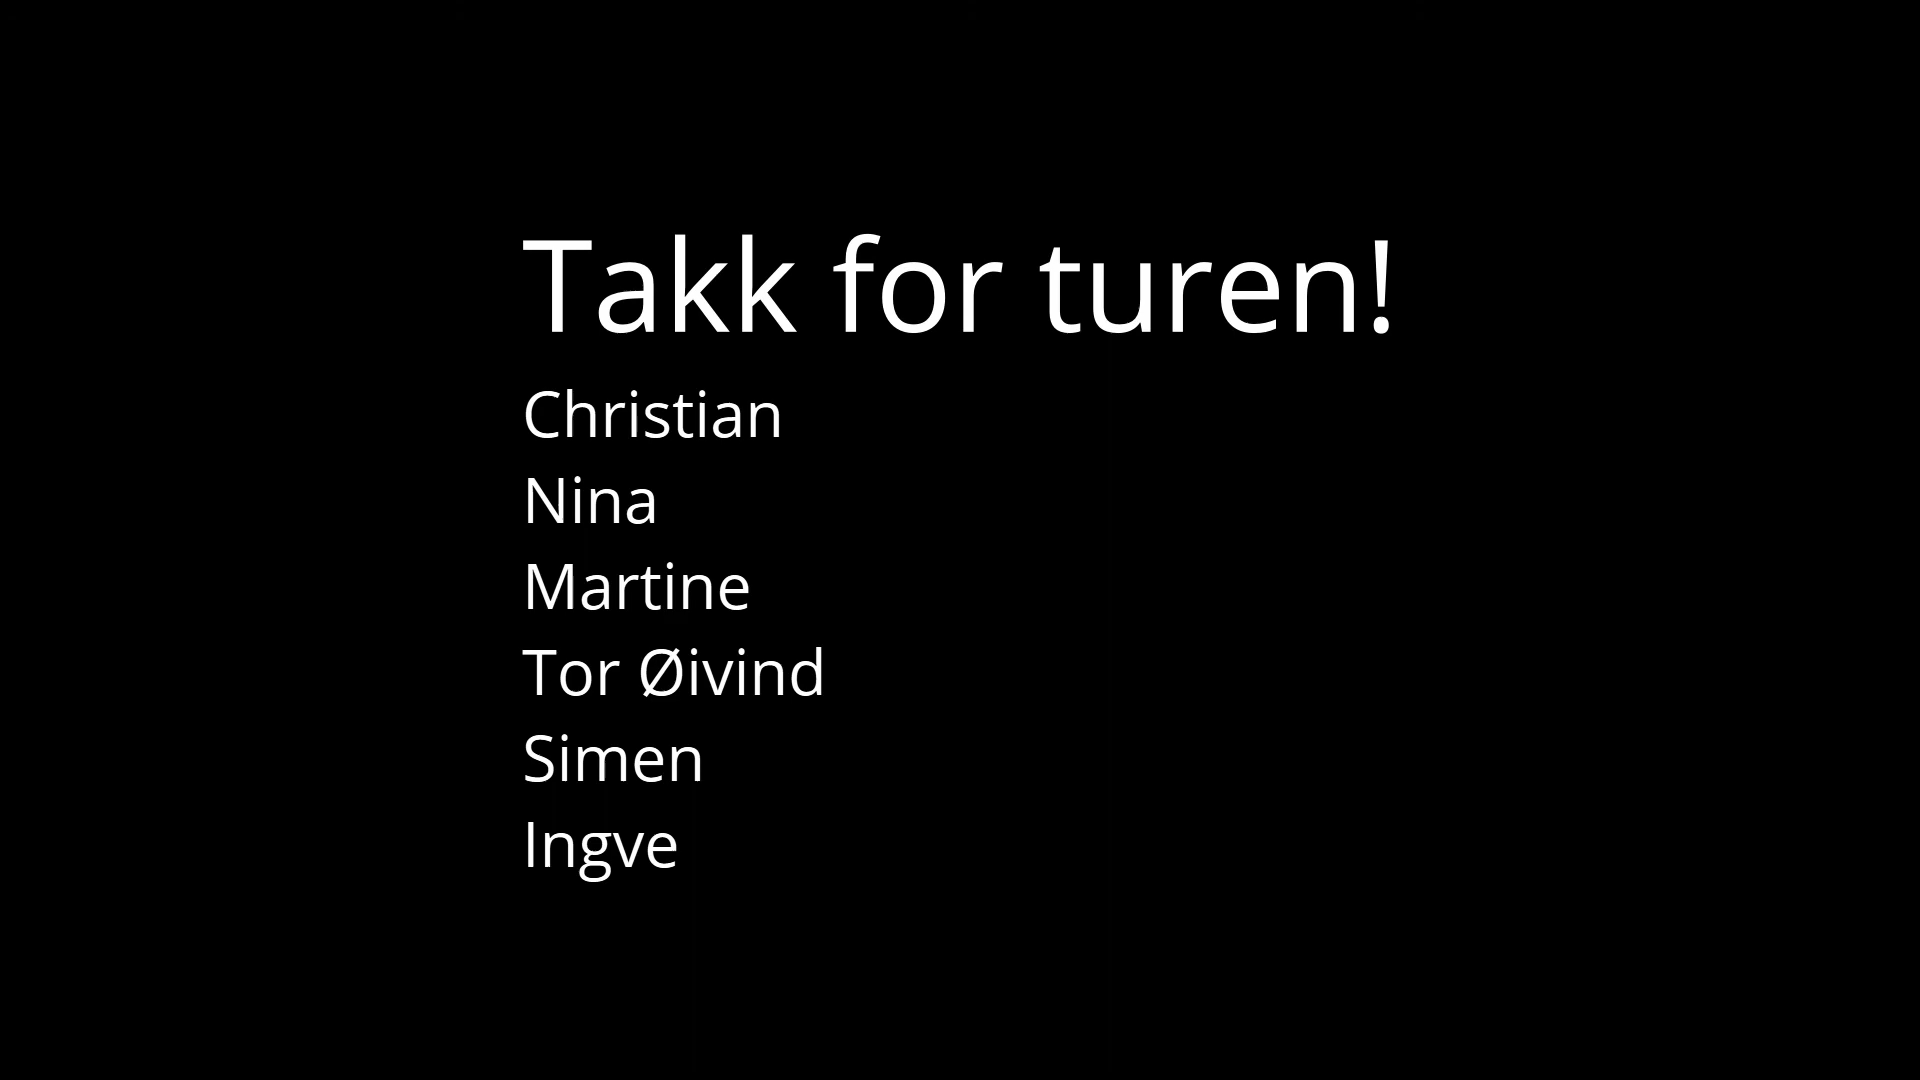 Takk for turen!
Christian
Nina
Martine
Tor Øivind
Simen
Ingve